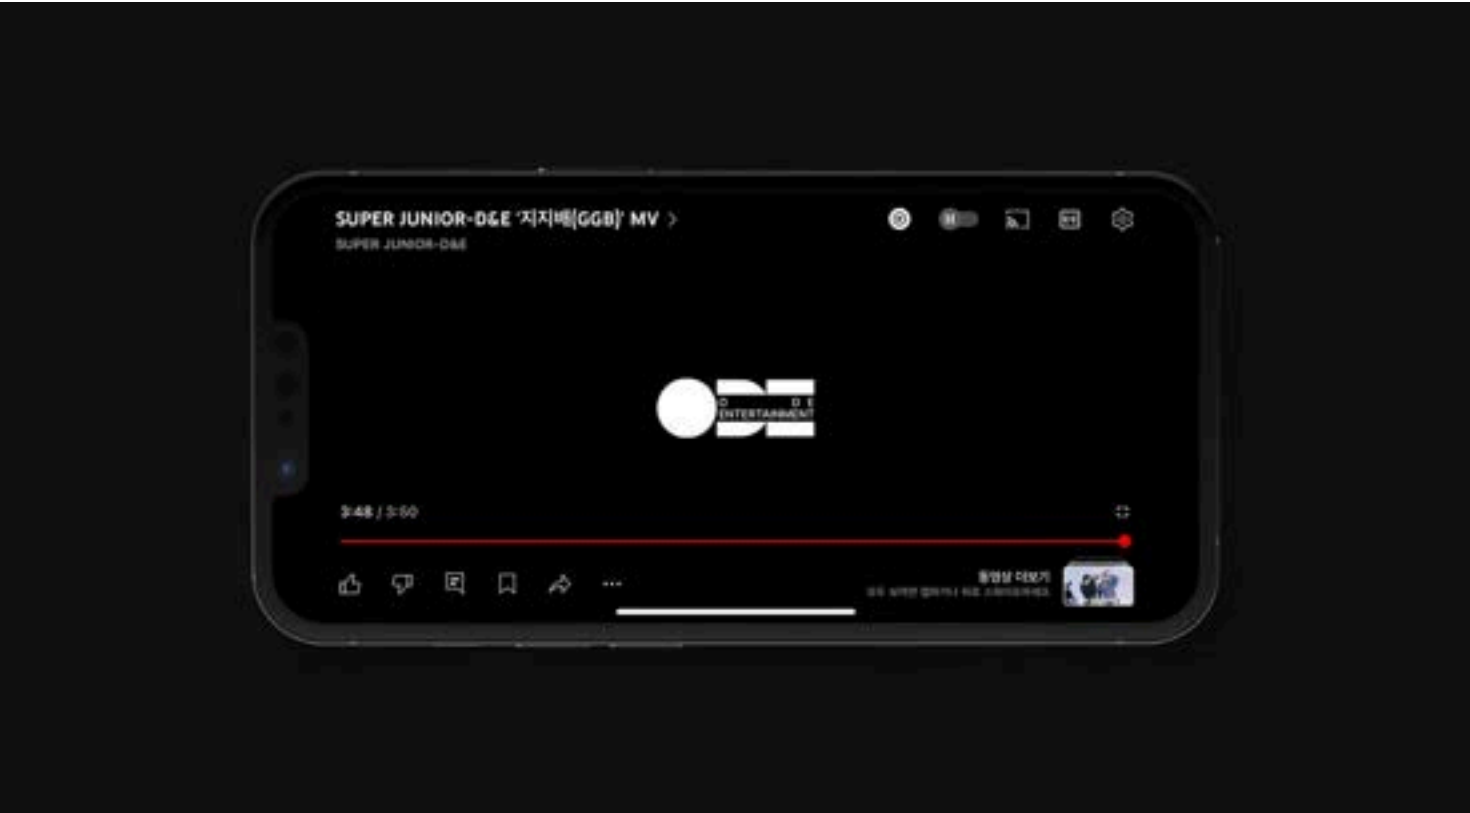 SUPER JUNIOR-D&E '지지배(GGB)' MV
SUPER JUNIOR-D&E
ODE
O DE
ENTERTAINMENT
3:48 / 3:50
동영상 더보기